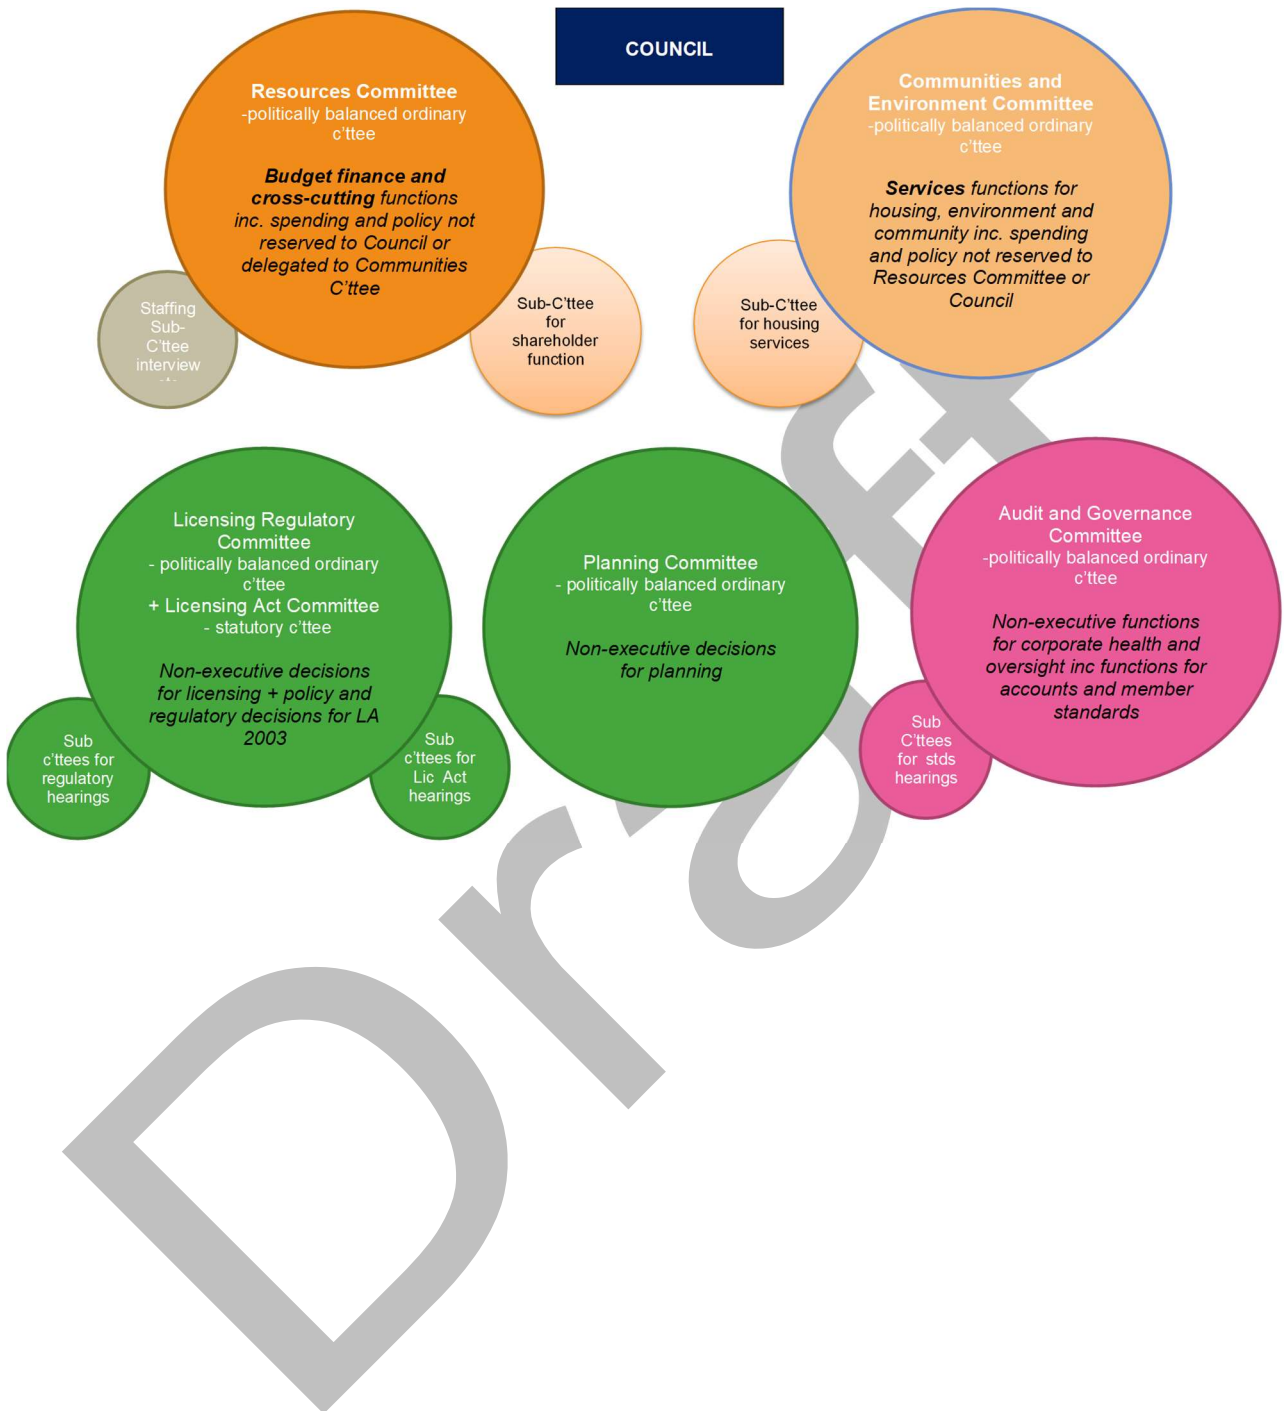 COUNCIL
Resources Committee
-politically balanced ordinary
c'ttee
Budget finance and
cross-cutting functions
inc. spending and policy not
reserved to Council or
delegated to Communities
C'ttee
Communities and
Environment Committee
-politically balanced ordinary
c'ttee
Services functions for
housing, environment and
community inc. spending
and policy not reserved to
Resources Committee or
Council
Staffing
Sub-
C'ttee
interview
Sub-C'ttee
for
shareholder
function
Sub-C'ttee
for housing
services
Licensing Regulatory
Committee
- politically balanced ordinary
c'ttee
+ Licensing Act Committee
- statutory c'ttee
Non-executive decisions
for licensing + policy and
regulatory decisions for LA
2003
Planning Committee
- politically balanced ordinary
c'ttee
Non-executive decisions
for planning
Audit and Governance
Committee
-politically balanced ordinary
c'ttee
Non-executive functions
for corporate health and
oversight inc functions for
accounts and member
standards
Sub
c'ttees for
regulatory
hearings
Sub
c'ttees for
Lic Act
hearings
Sub
C'ttees
for stds
hearings
Draft